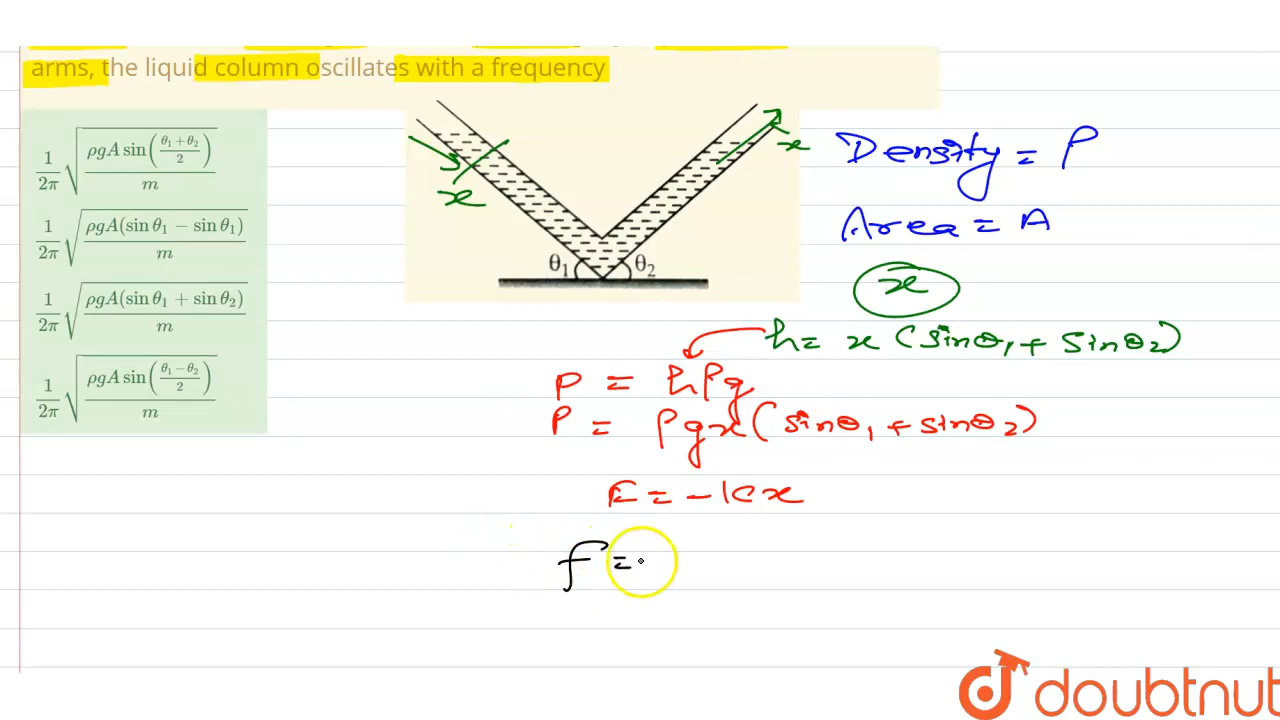 arms, the liquid column oscillates with a frequency
1/2π √(ρgA sin((θ₁ + θ₂)/2)/m)
1/2π √(ρgA(sin θ₁ − sin θ₁)/m)
1/2π √(ρgA(sin θ₁ + sin θ₂)/m)
1/2π √(ρgA sin((θ₁ − θ₂)/2)/m)
x
x
θ₁
θ₂
Density = ρ
Area = A
x
h = x (sinθ₁ + sinθ₂)
P = hρg
P = ρgx (sinθ₁ + sinθ₂)
F = -kx
f =
doubtnut